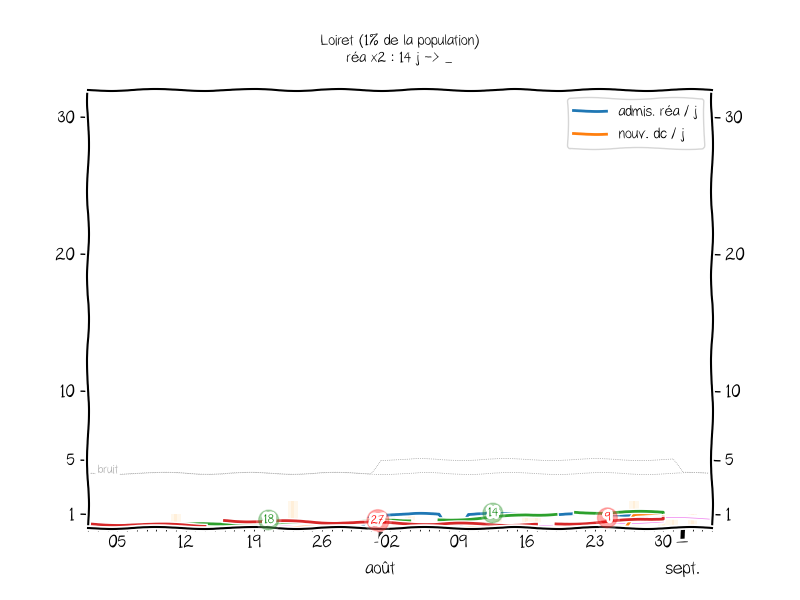 Loiret (1% de la population)
réa x2 : 14 j -> _
30 30
admis. réa / j
nouv. dc / j
20 20
10 10
5 5
bruit
1 1
18 27 14 9
05 12 19 26 02 09 16 23 30
août sept.